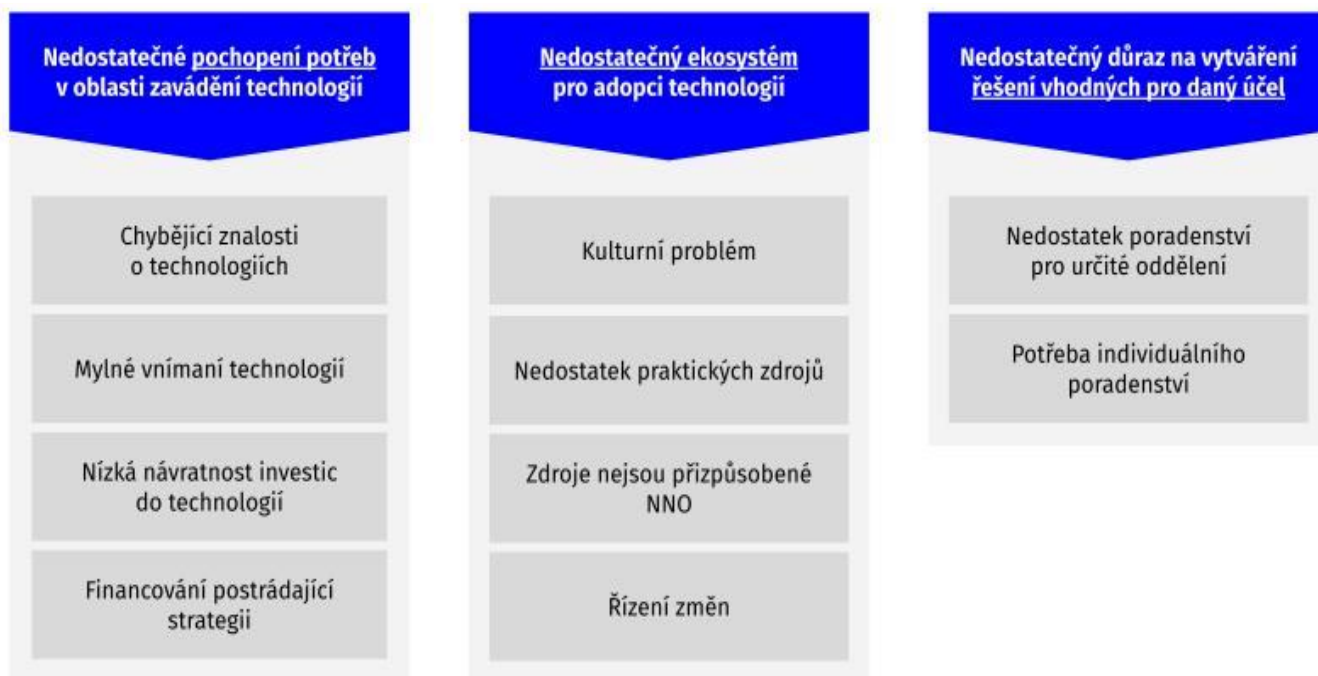 Nedostatečné pochopení potřeb
v oblasti zavádění technologií
Chybějící znalosti
o technologiích
Mylné vnímaní technologií
Nízká návratnost investic
do technologií
Financování postrádající
strategii
Nedostatečný ekosystém
pro adopci technologií
Kulturní problém
Nedostatek praktických zdrojů
Zdroje nejsou přizpůsobené
NNO
Řízení změn
Nedostatečný důraz na vytváření
řešení vhodných pro daný účel
Nedostatek poradenství
pro určité oddělení
Potřeba individuálního
poradenství